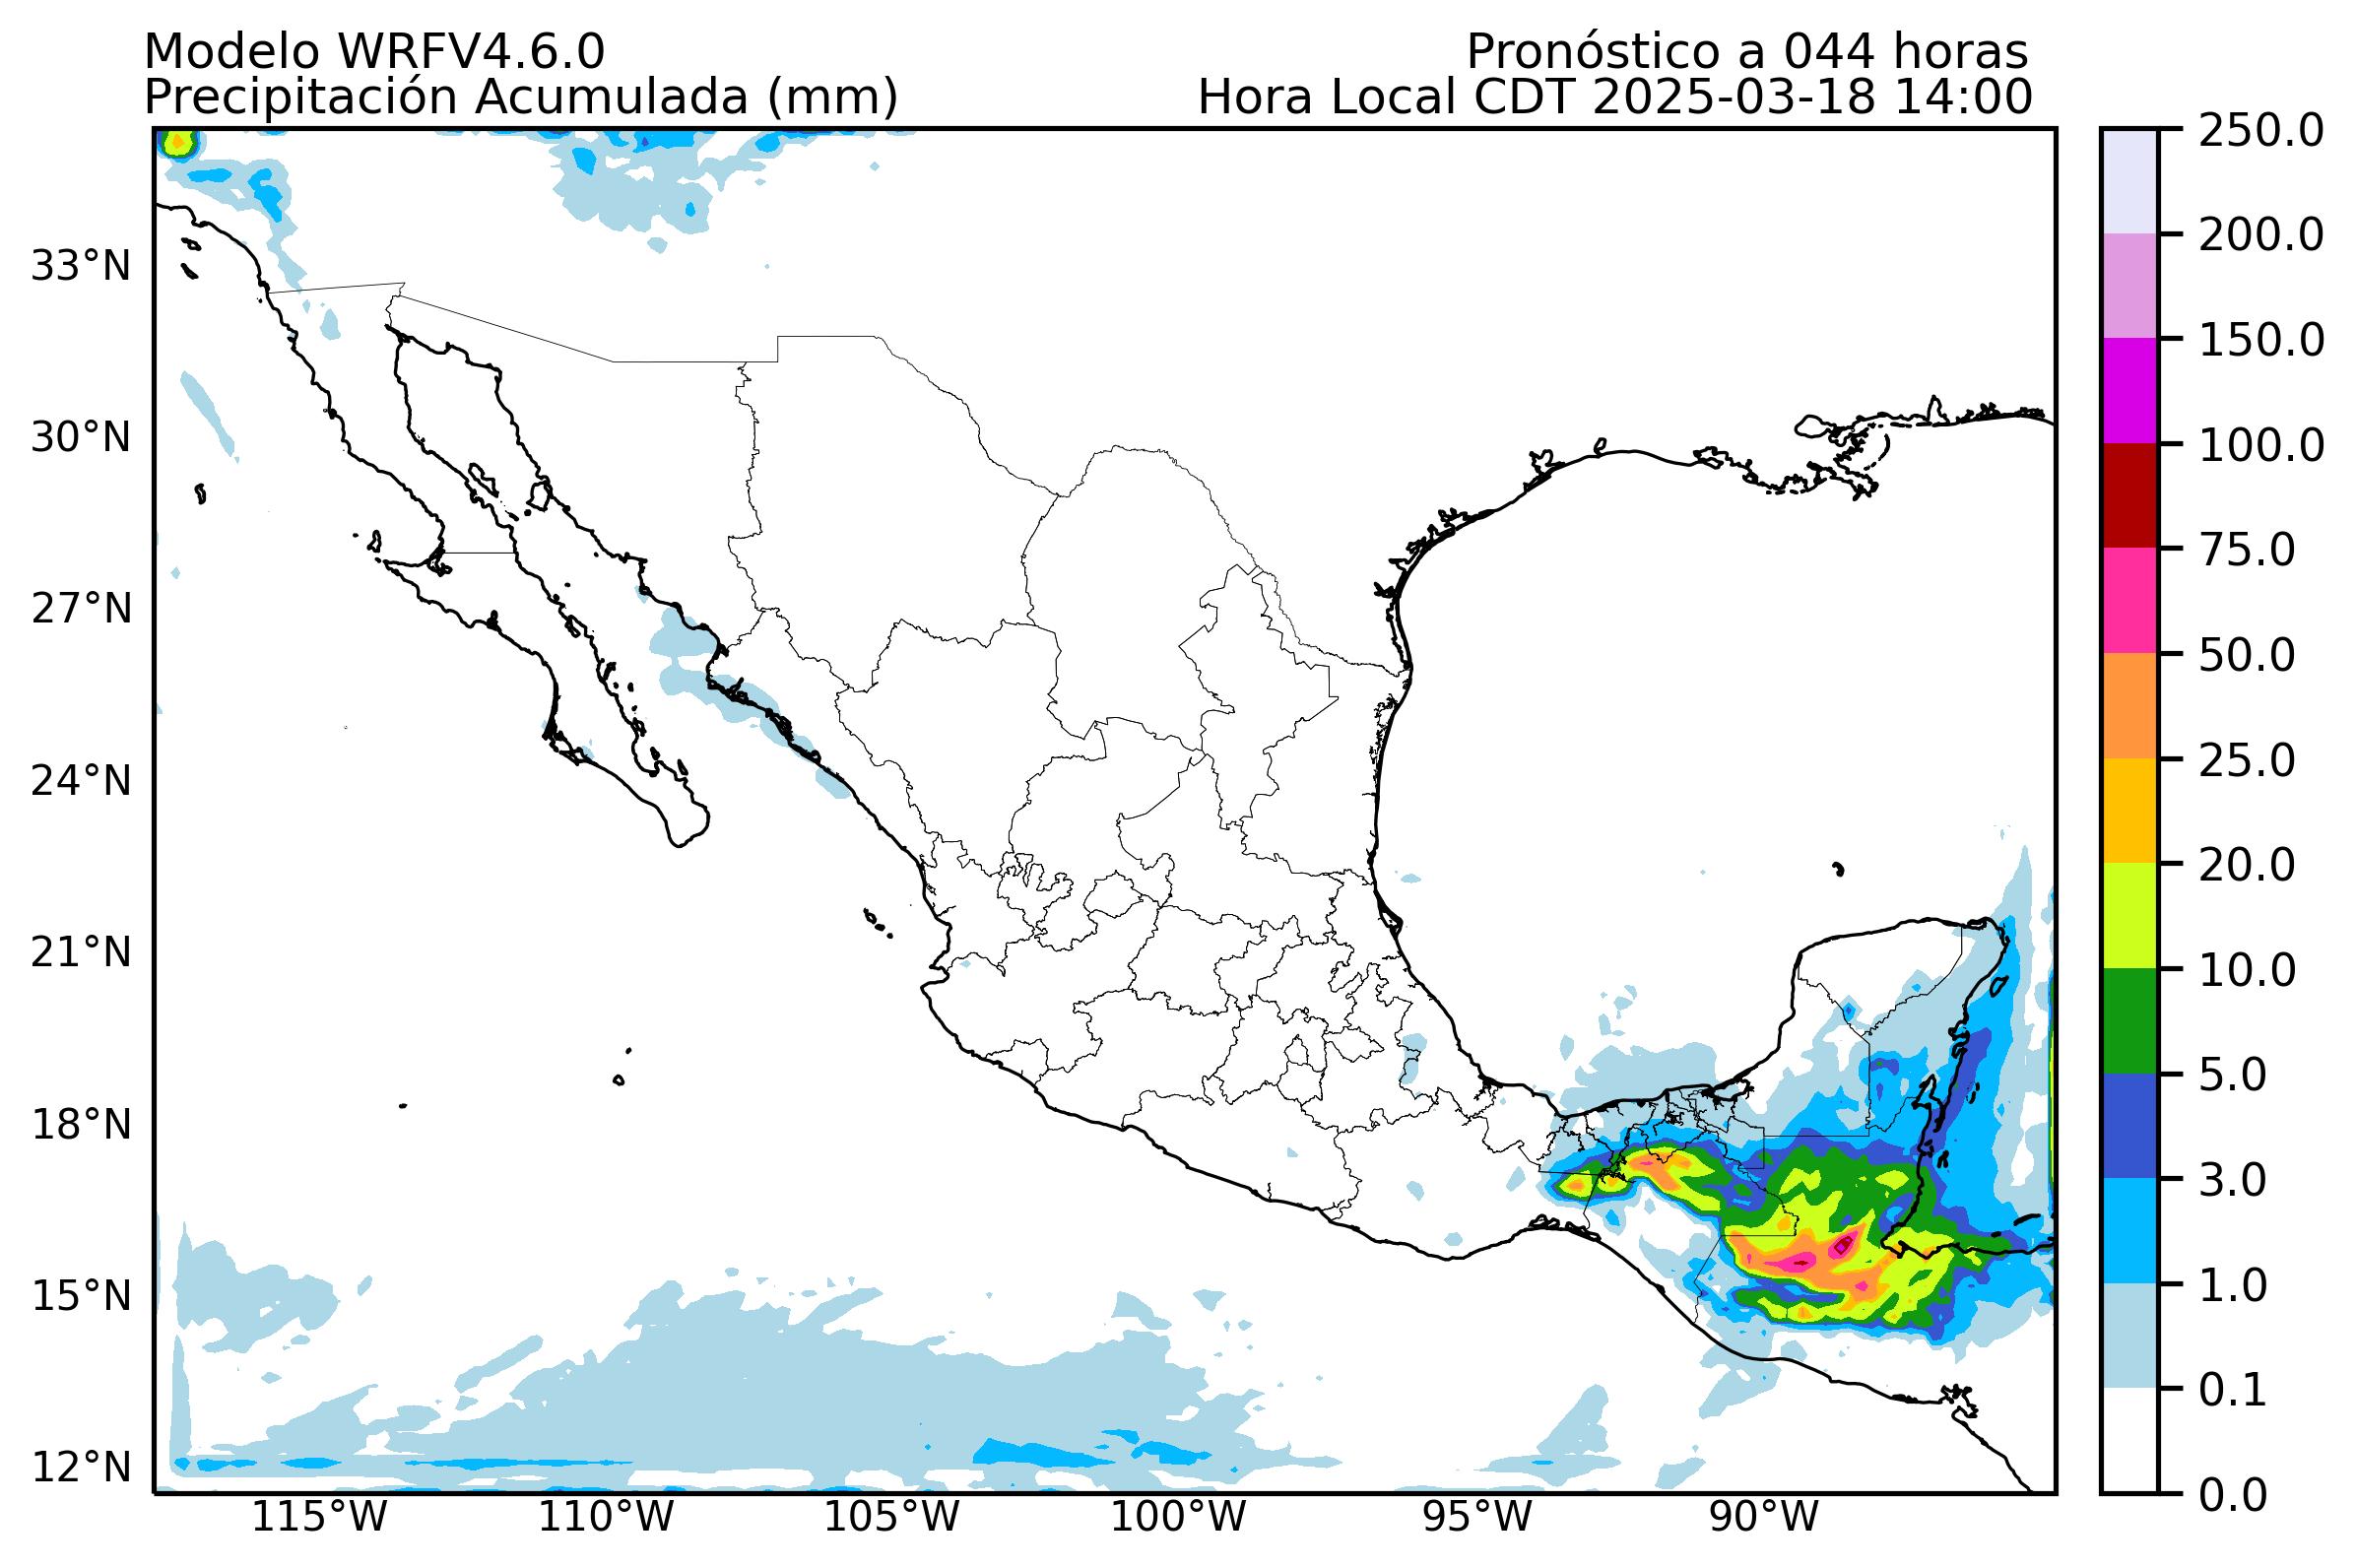 Modelo WRFV4.6.0
Pronóstico a 044 horas
Precipitación Acumulada (mm)
Hora Local CDT 2025-03-18 14:00
33°N
30°N
27°N
24°N
21°N
18°N
15°N
12°N
115°W
110°W
105°W
100°W
95°W
90°W
250.0
200.0
150.0
100.0
75.0
50.0
25.0
20.0
10.0
5.0
3.0
1.0
0.1
0.0